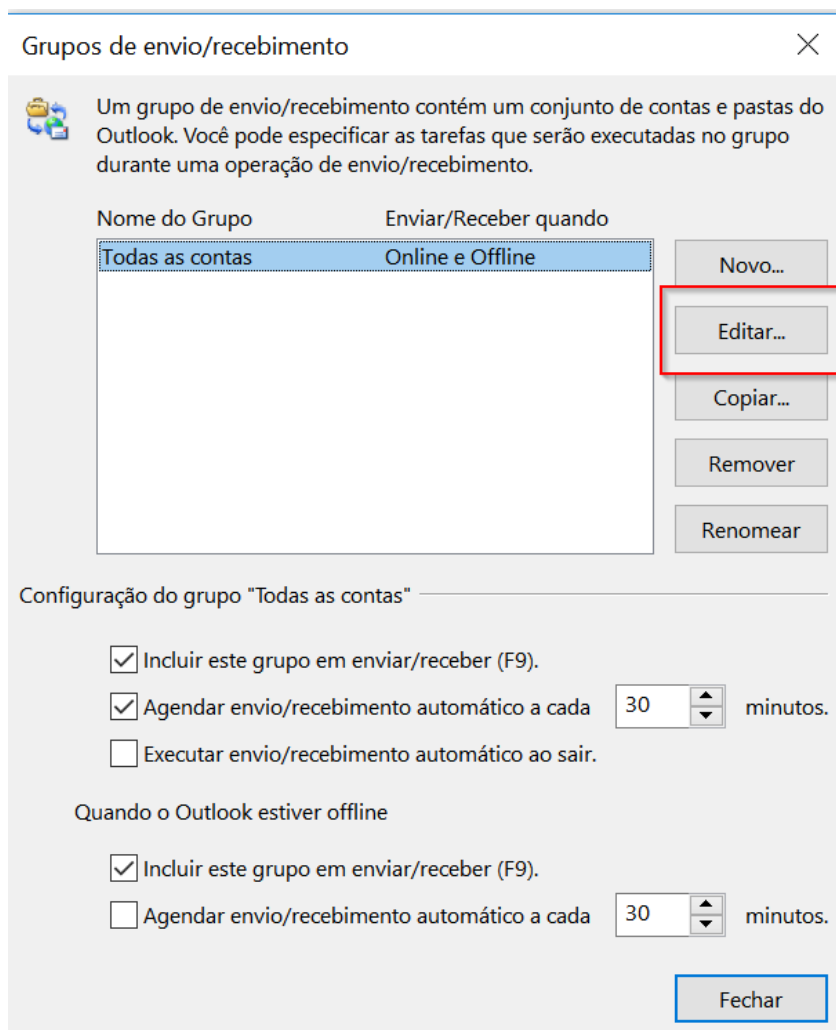 Grupos de envio/recebimento
Um grupo de envio/recebimento contém um conjunto de contas e pastas do
Outlook. Você pode especificar as tarefas que serão executadas no grupo
durante uma operação de envio/recebimento.
Nome do Grupo Enviar/Receber quando
Todas as contas Online e Offline
Novo...
Editar...
Copiar...
Remover
Renomear
Configuração do grupo "Todas as contas"
Incluir este grupo em enviar/receber (F9).
Agendar envio/recebimento automático a cada 30 minutos.
Executar envio/recebimento automático ao sair.
Quando o Outlook estiver offline
Incluir este grupo em enviar/receber (F9).
Agendar envio/recebimento automático a cada 30 minutos.
Fechar